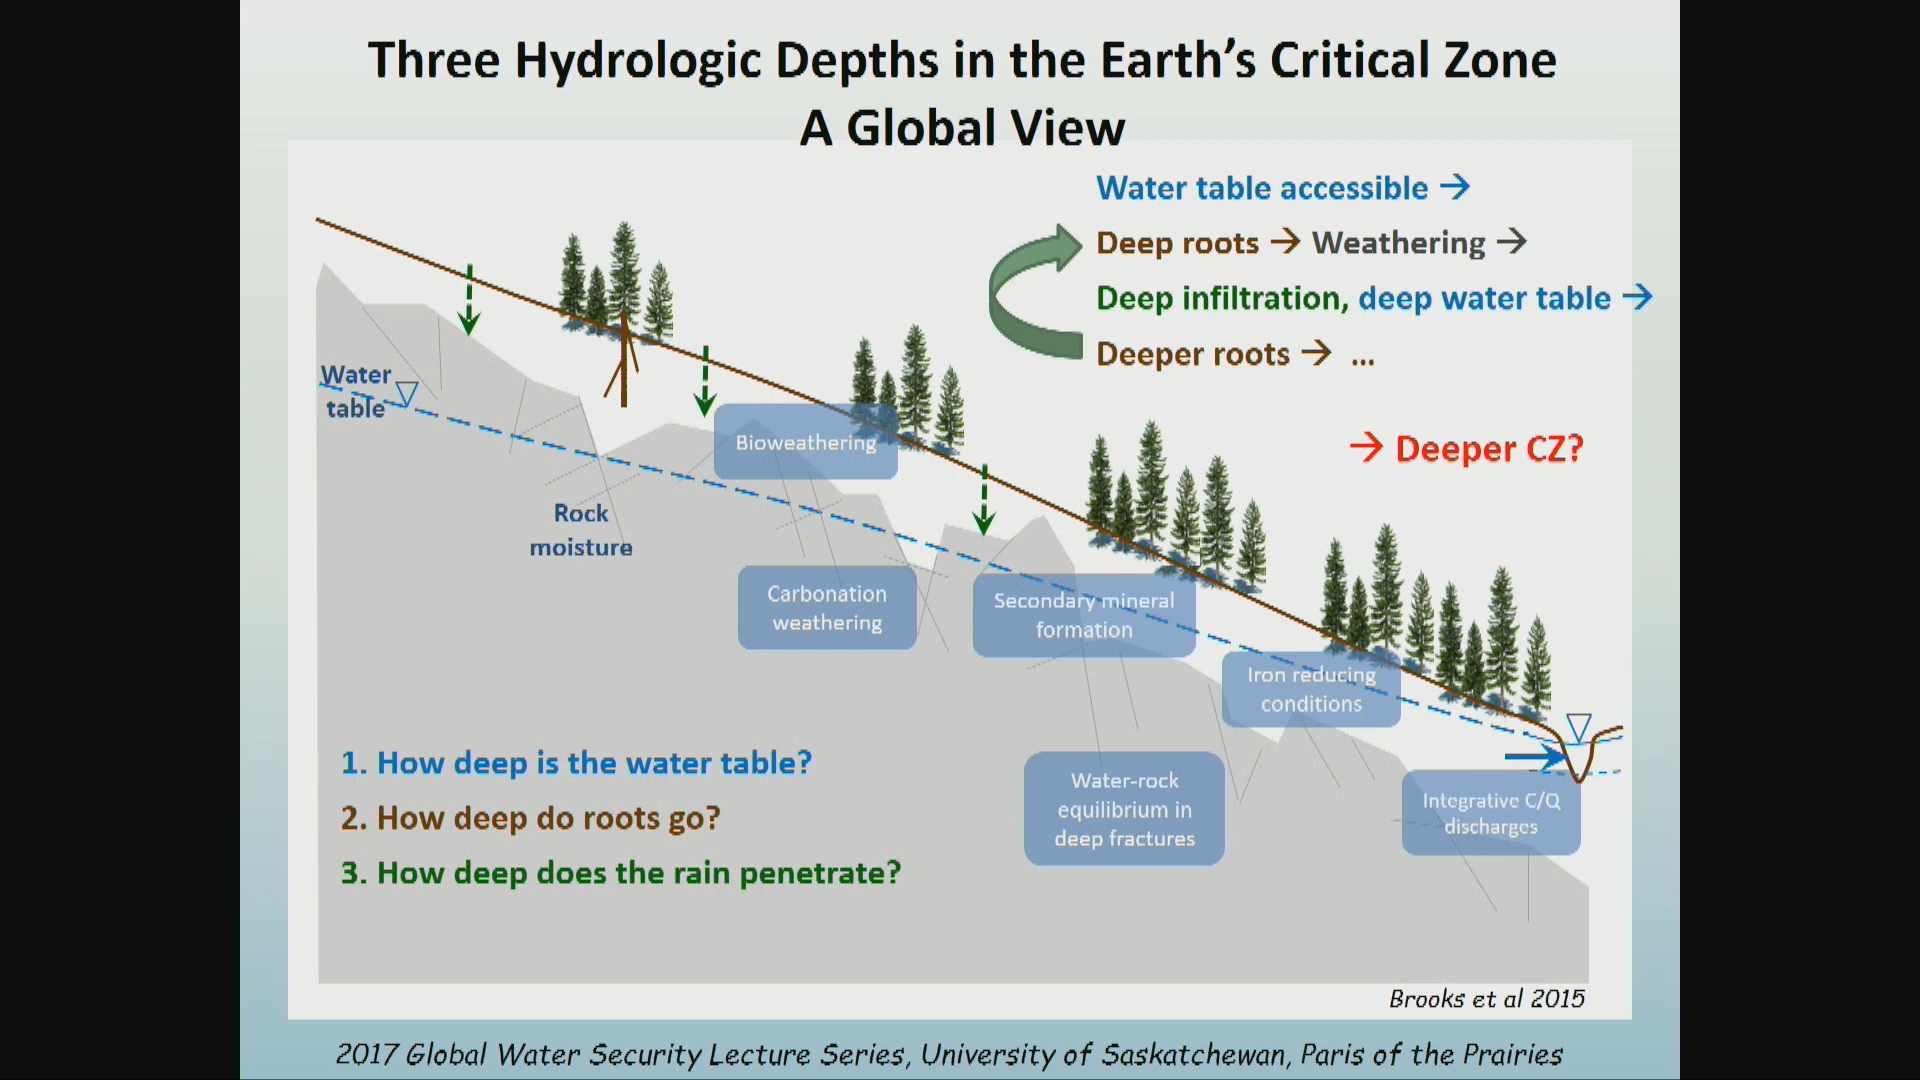 Three Hydrologic Depths in the Earth's Critical Zone
A Global View
Water table accessible →
Deep roots → Weathering →
Deep infiltration, deep water table →
Deeper roots → ...
→ Deeper CZ?
Water
table
Bioweathering
Rock
moisture
Carbonation
weathering
Secondary mineral
formation
Iron reducing
conditions
Water-rock
equilibrium in
deep fractures
Integrative C/Q
discharges
1. How deep is the water table?
2. How deep do roots go?
3. How deep does the rain penetrate?
Brooks et al 2015
2017 Global Water Security Lecture Series, University of Saskatchewan, Paris of the Prairies